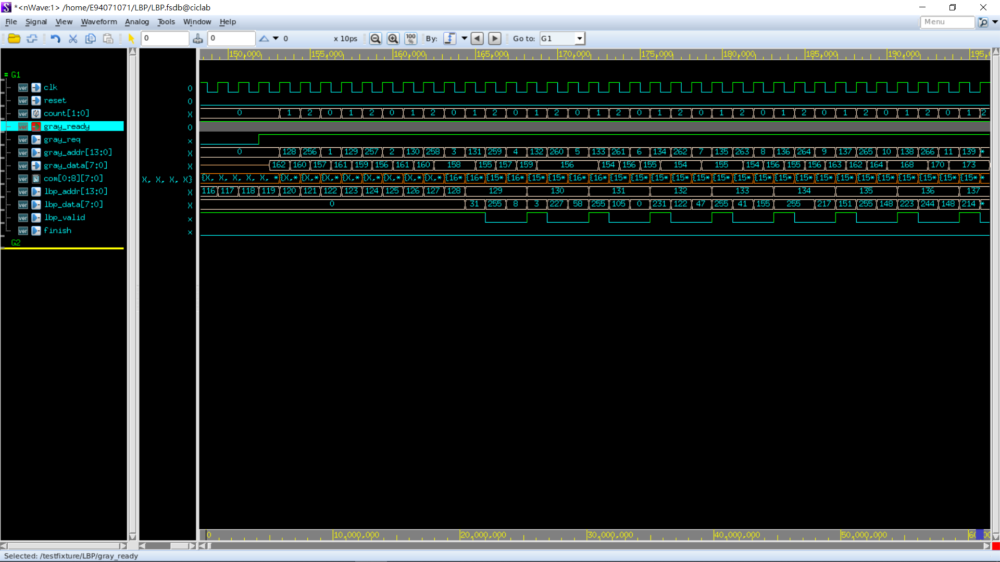 *<nWave:1> /home/E94071071/LBP/LBP.fsdb@ciclab
File Signal View Waveform Analog Tools Window Help Menu
0 0 0 x 10ps 100 % By: Go to: G1
150,000 155,000 160,000 165,000 170,000 175,000 180,000 185,000 190,000 195,0
G1
ver clk 0
ver reset 0
ver count[1:0] X 0 1 2 0 1 2 0 1 2 0 1 2 0 1 2 0 1 2 0 1 2 0 1 2 0 1 2 0 1 2 0 1 2 0 1 2
ver gray_ready 0
ver gray_req x
ver gray_addr[13:0] X 0 128 256 1 129 257 2 130 258 3 131 259 4 132 260 5 133 261 6 134 262 7 135 263 8 136 264 9 137 265 10 138 266 11 139 *
ver gray_data[7:0] X 162 160 157 161 159 156 161 160 158 155 157 159 156 154 156 155 154 155 154 156 155 156 163 162 164 168 170 173
ver com[0:8][7:0] X, X, X, X} {X, X, X, X, X, * {X,* {X,* {X,* {X,* {X,* {X,* {X,* {X,* {16* {16* {15* {16* {15* {16* {15* {15* {15* {15* {15* {15* {15* {15* {15* {15* {15* {15* {15* {15* {15* {15* {15* {15* {15* *
ver lbp_addr[13:0] X 116 117 118 119 120 121 122 123 124 125 126 127 128 129 130 131 132 133 134 135 136 137
ver lbp_data[7:0] X 0 31 255 8 3 227 58 255 105 0 231 122 47 255 41 155 255 217 151 255 148 223 244 148 214 *
ver lbp_valid x
ver finish x
G2
0 10,000,000 20,000,000 30,000,000 40,000,000 50,000,000
Selected: /testfixture/LBP/gray_ready